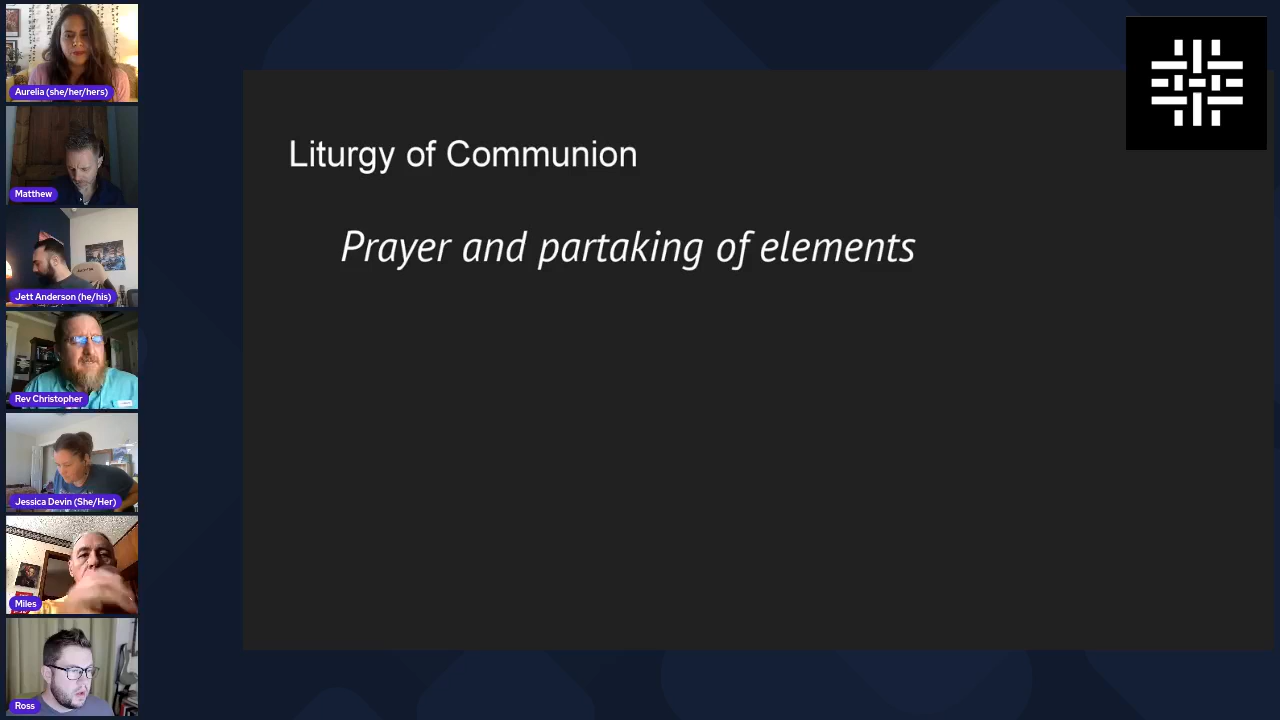 Aurelia (she/her/hers)
Matthew
Jett Anderson (he/his)
Rev Christopher
Jessica Devin (She/Her)
Miles
Ross
Liturgy of Communion
Prayer and partaking of elements